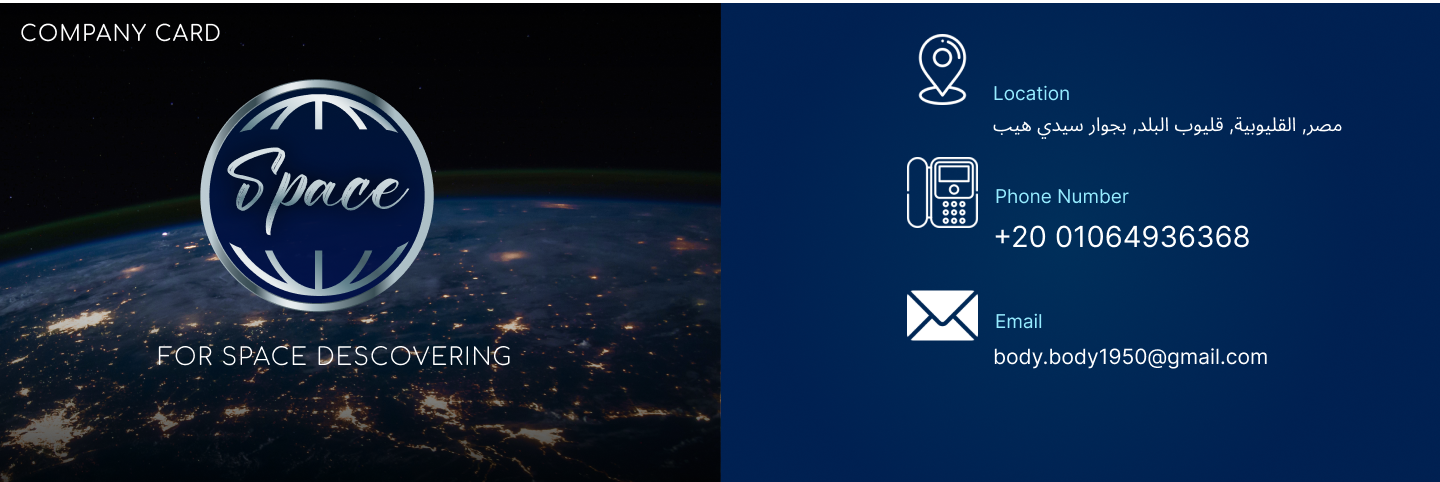 COMPANY CARD
Space
FOR SPACE DESCOVERING
Location
مصر, القليوبية, قليوب البلد, بجوار سيدي هيب
Phone Number
+20 01064936368
Email
body.body1950@gmail.com